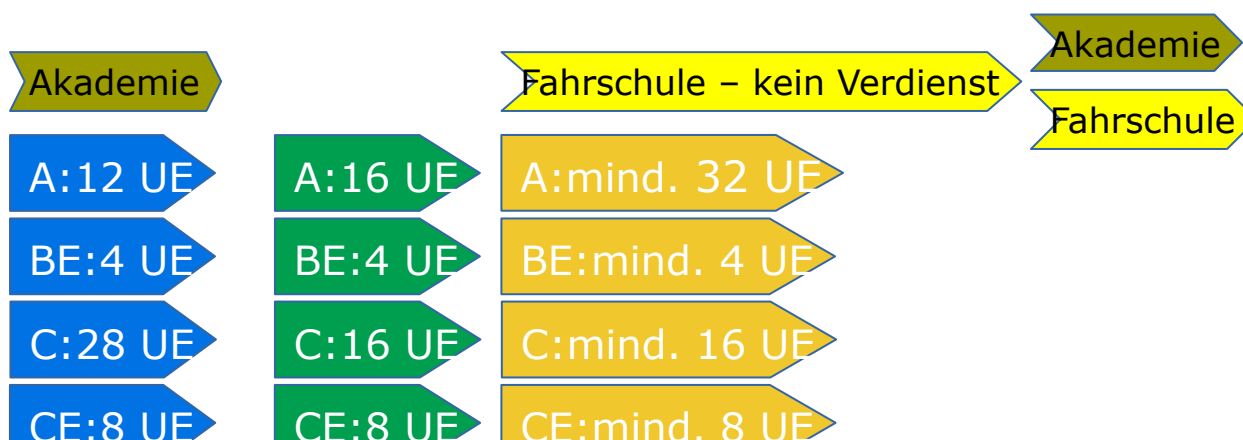 Akademie
Fahrschule – kein Verdienst
Akademie
Fahrschule
A:12 UE
A:16 UE
A:mind. 32 UE
BE:4 UE
BE:4 UE
BE:mind. 4 UE
C:28 UE
C:16 UE
C:mind. 16 UE
CE:8 UE
CE:8 UE
CE:mind. 8 UE